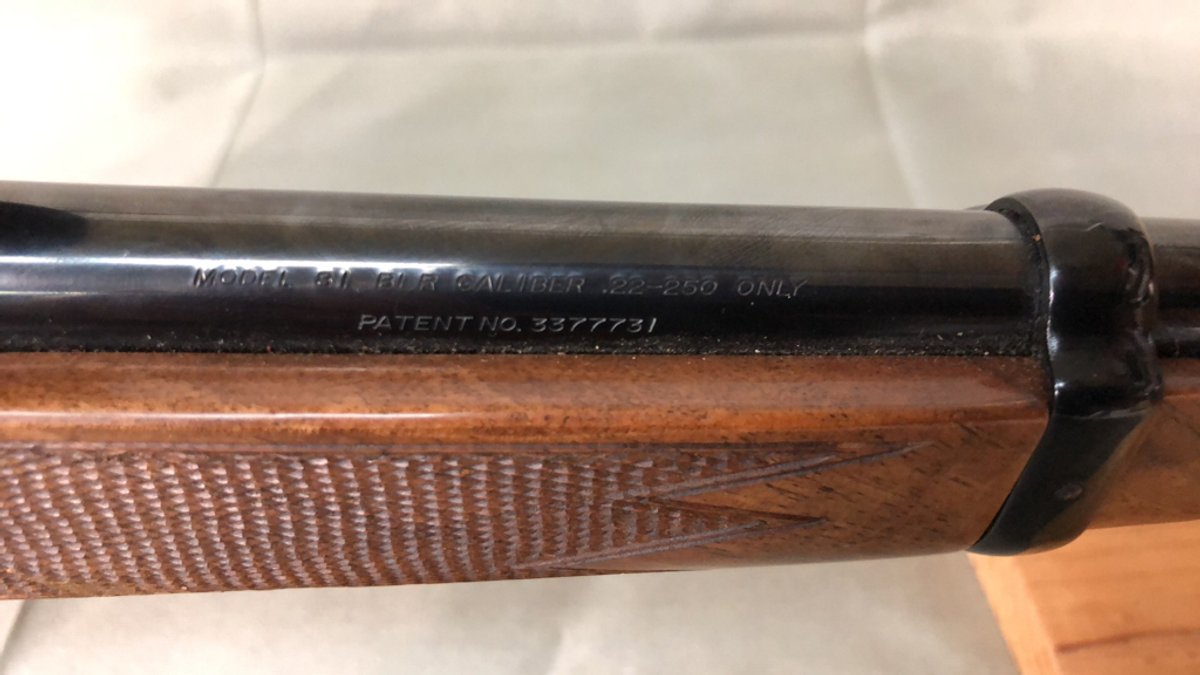 MODEL 81 BLR CALIBER .22-250 ONLY
PATENT NO. 3377731